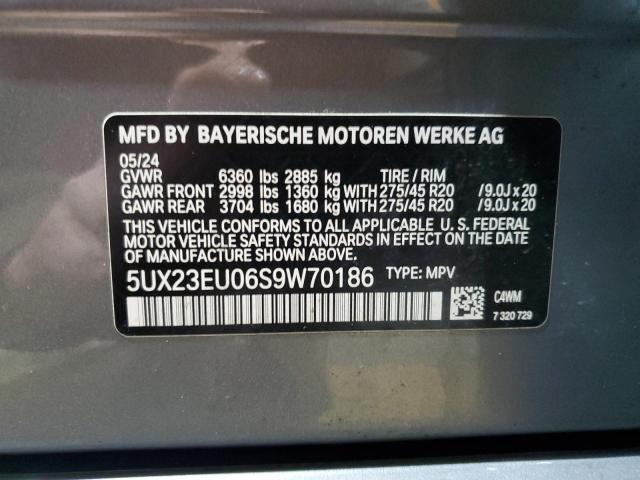 MFD BY BAYERISCHE MOTOREN WERKE AG
05/24
GVWR 6360 lbs 2885 kg TIRE / RIM
GAWR FRONT 2998 lbs 1360 kg WITH 275/45 R20 /9.0J x 20
GAWR REAR 3704 lbs 1680 kg WITH 275/45 R20 /9.0J x 20
THIS VEHICLE CONFORMS TO ALL APPLICABLE U. S. FEDERAL
MOTOR VEHICLE SAFETY STANDARDS IN EFFECT ON THE DATE
OF MANUFACTURE SHOWN ABOVE.
5UX23EU06S9W70186 TYPE: MPV
C4WM
7 320 729